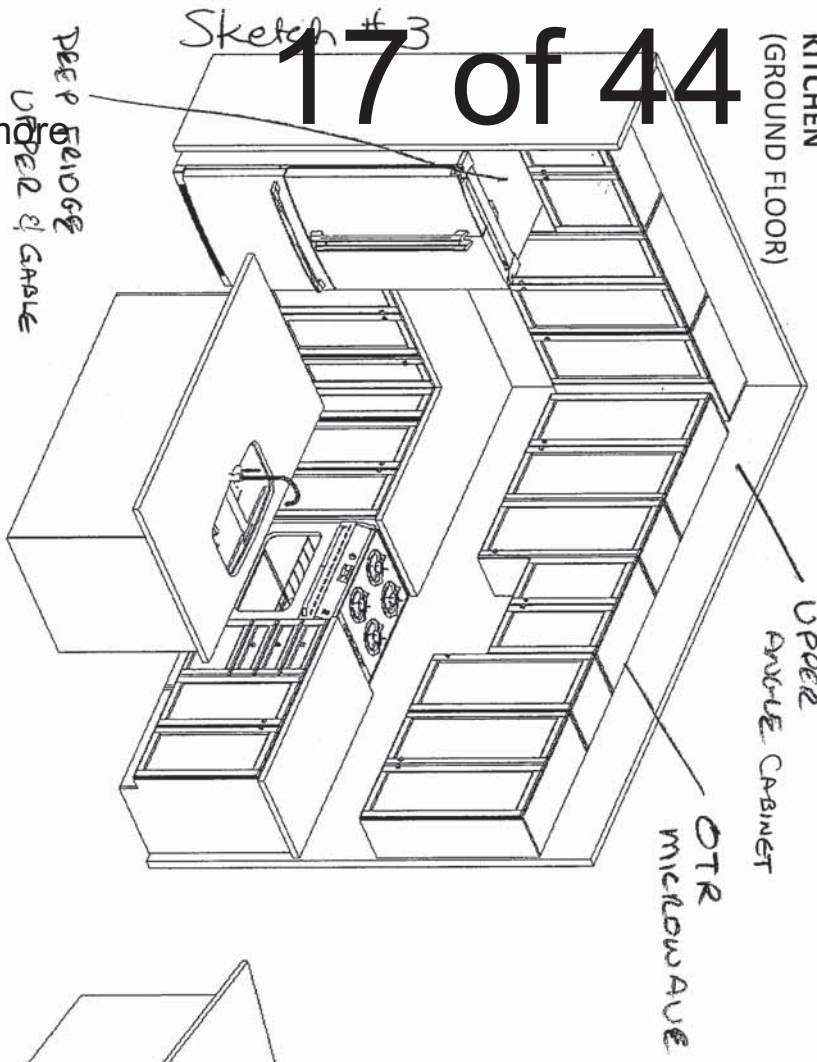 Sketch #3
17 of 44
KITCHEN
(GROUND FLOOR)
more
DEEP FRIDGE
UPPER & GABLE
UPPER
ANGLE CABINET
OTR
MICROWAVE